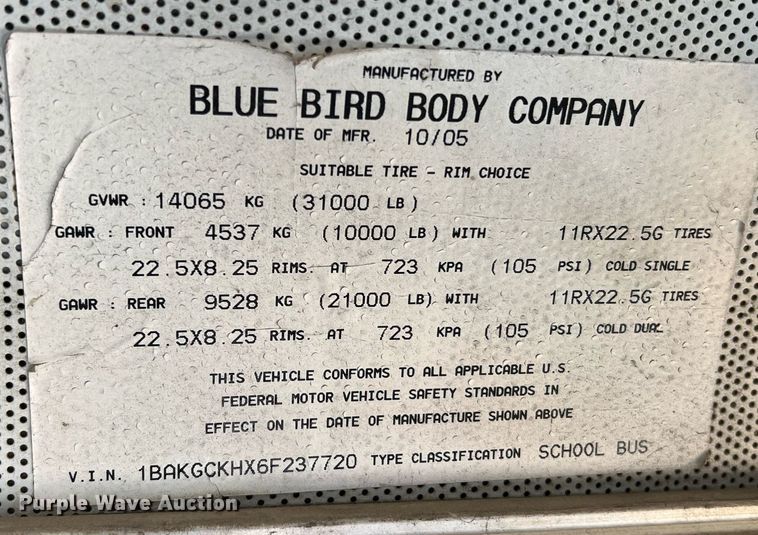 MANUFACTURED BY
BLUE BIRD BODY COMPANY
DATE OF MFR. 10/05
SUITABLE TIRE - RIM CHOICE
GVWR : 14065 KG (31000 LB)
GAWR : FRONT 4537 KG (10000 LB) WITH 11RX22.5G TIRES
22.5X8.25 RIMS. AT 723 KPA (105 PSI) COLD SINGLE
GAWR : REAR 9528 KG (21000 LB) WITH 11RX22.5G TIRES
22.5X8.25 RIMS. AT 723 KPA (105 PSI) COLD DUAL
THIS VEHICLE CONFORMS TO ALL APPLICABLE U.S.
FEDERAL MOTOR VEHICLE SAFETY STANDARDS IN
EFFECT ON THE DATE OF MANUFACTURE SHOWN ABOVE
V.I.N. 1BAKGCKHX6F237720 TYPE CLASSIFICATION SCHOOL BUS
Purple Wave Auction